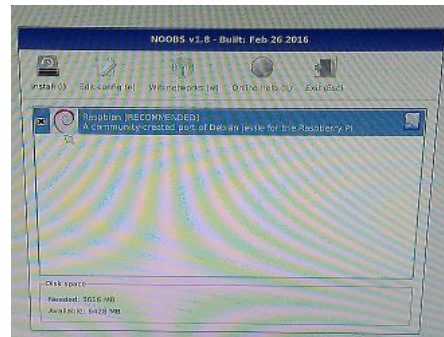 NOOBS v1.8 - Built: Feb 26 2016
Install (i) Edit config (e) Wifi networks (w) Online help (h) Exit (Esc)
Raspbian [RECOMMENDED]
A community-created port of Debian Jessie for the Raspberry Pi
Disk space
Needed: 3616 MB
Available: 6428 MB